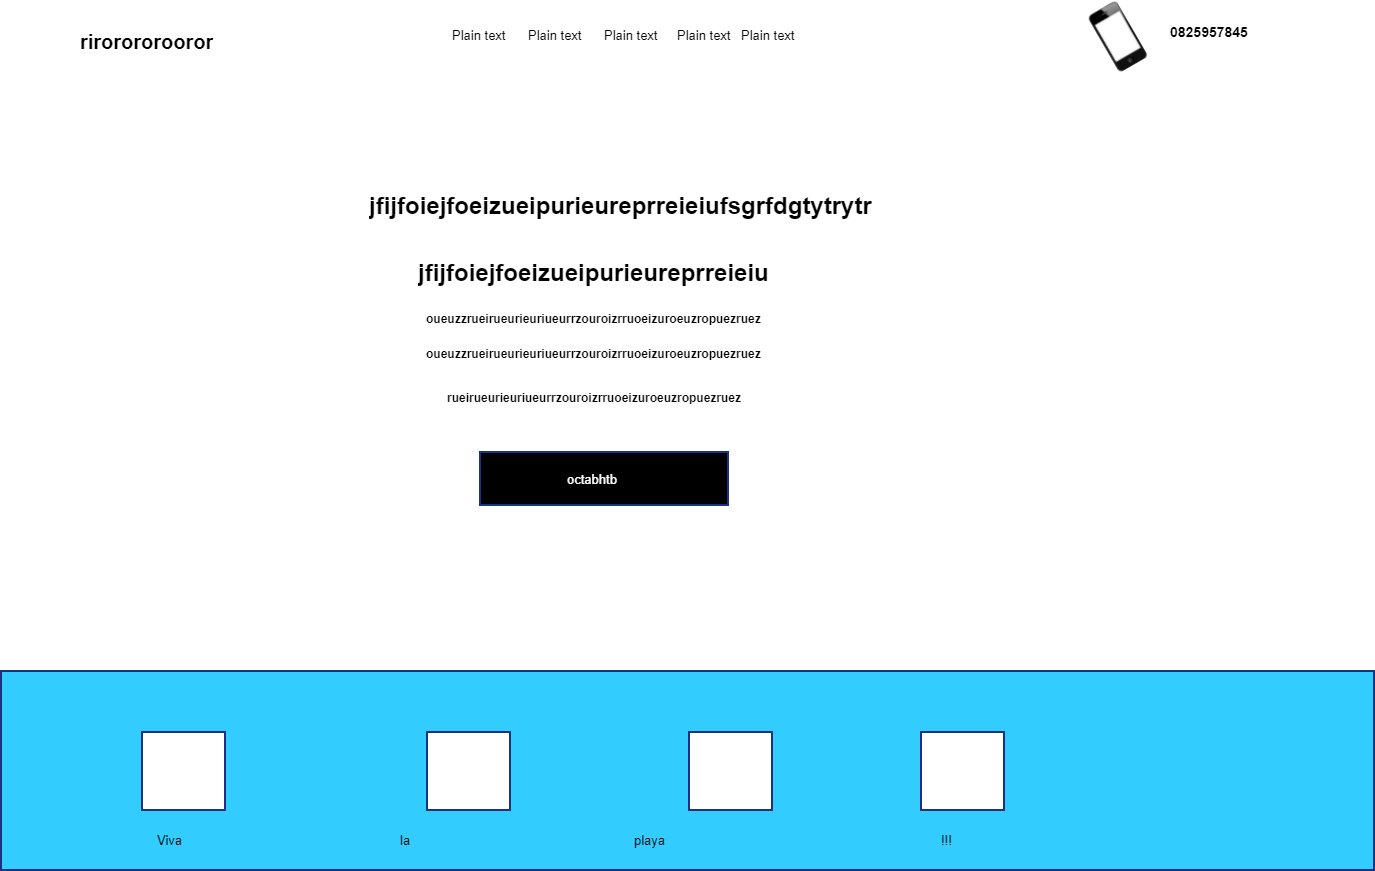 rirorororooror
Plain text Plain text Plain text Plain text Plain text
0825957845
jfijfoiejfoeizueipurieureprreieiufsgrfdgtytrytr
jfijfoiejfoeizueipurieureprreieiu
oueuzzrueirueurieuriueurrzouroizrruoeizuroeuzropuezruez
oueuzzrueirueurieuriueurrzouroizrruoeizuroeuzropuezruez
rueirueurieuriueurrzouroizrruoeizuroeuzropuezruez
octabhtb
Viva la playa !!!